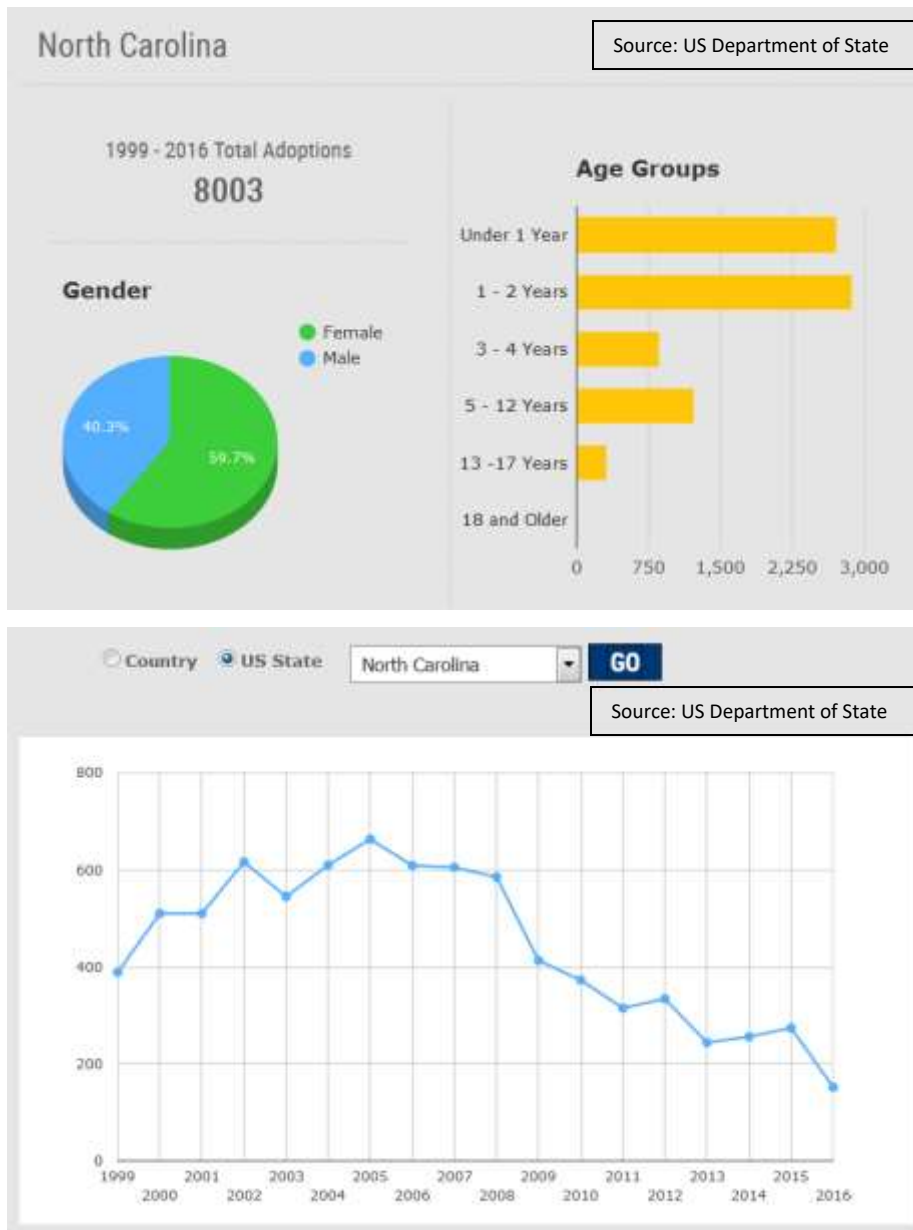 North Carolina
Source: US Department of State
1999 - 2016 Total Adoptions
8003
Gender
Female
Male
40.3%
59.7%
Age Groups
Under 1 Year
1 - 2 Years
3 - 4 Years
5 - 12 Years
13 -17 Years
18 and Older
0 750 1,500 2,250 3,000
Country US State North Carolina GO
Source: US Department of State
800
600
400
200
0
1999 2001 2003 2005 2007 2009 2011 2013 2015
2000 2002 2004 2006 2008 2010 2012 2014 2016